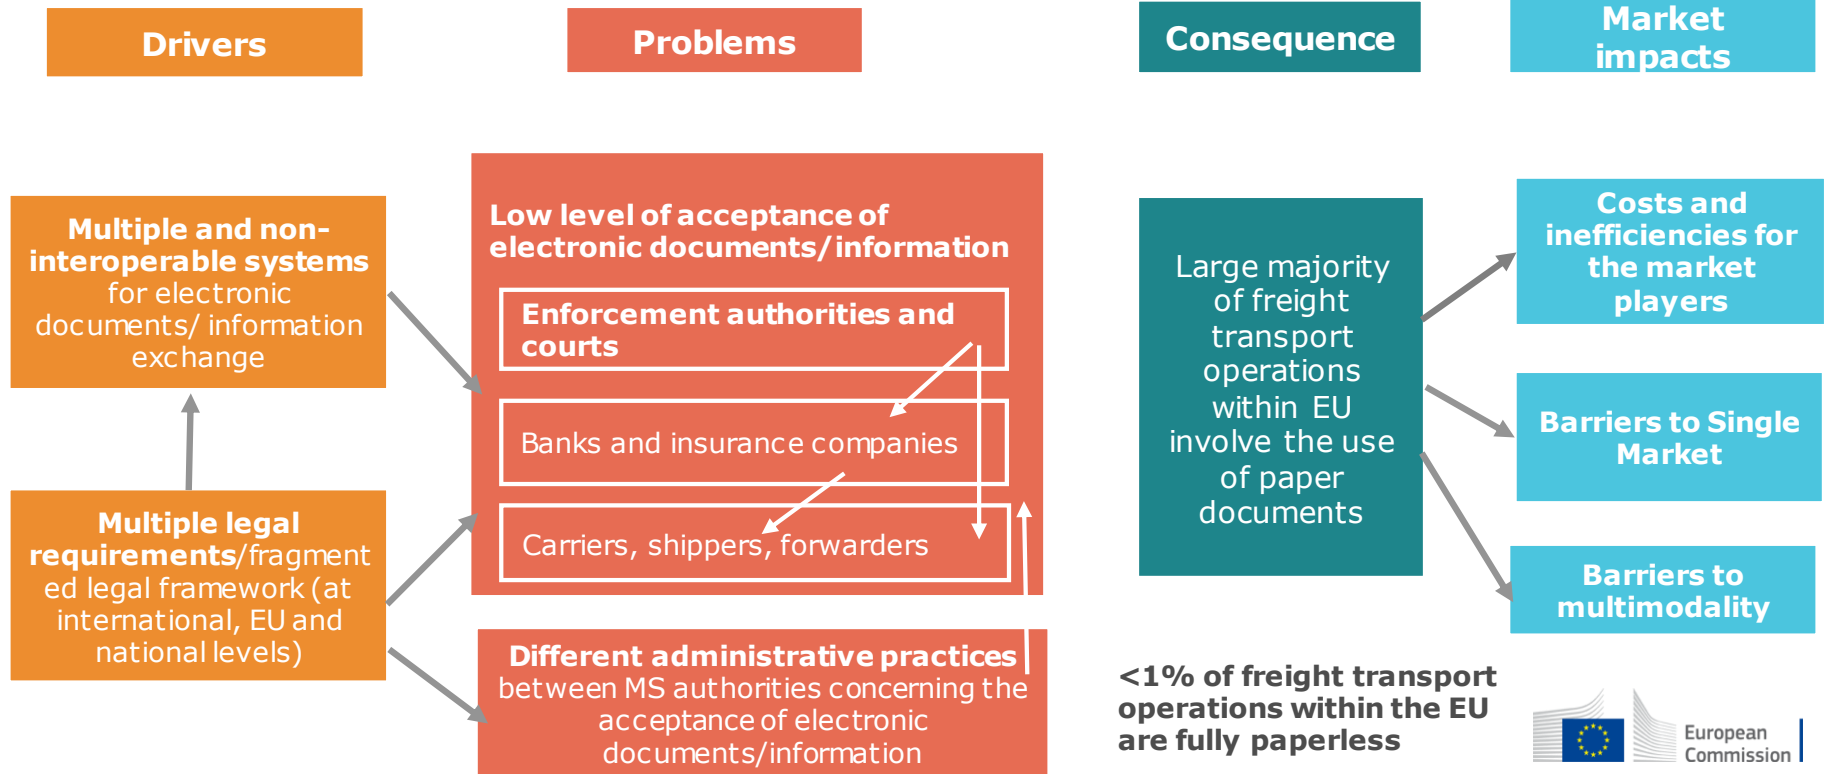 Drivers
Problems
Consequence
Market
impacts
Multiple and non-
interoperable systems
for electronic
documents/ information
exchange
Multiple legal
requirements/fragment
ed legal framework (at
international, EU and
national levels)
Low level of acceptance of
electronic documents/information
Enforcement authorities and
courts
Banks and insurance companies
Carriers, shippers, forwarders
Different administrative practices
between MS authorities concerning the
acceptance of electronic
documents/information
Large majority
of freight
transport
operations
within EU
involve the use
of paper
documents
<1% of freight transport
operations within the EU
are fully paperless
Costs and
inefficiencies for
the market
players
Barriers to Single
Market
Barriers to
multimodality
European
Commission